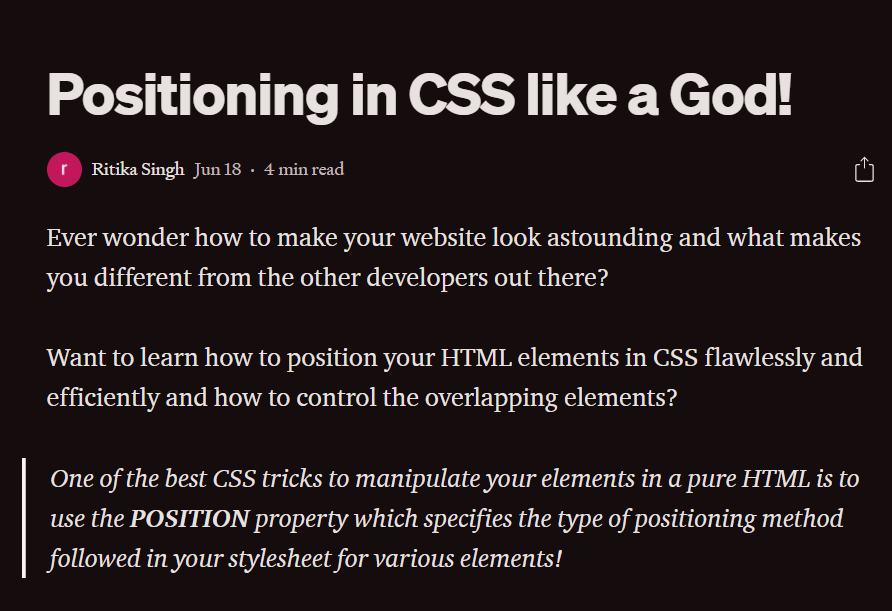 Positioning in CSS like a God!
r Ritika Singh Jun 18 · 4 min read
Ever wonder how to make your website look astounding and what makes
you different from the other developers out there?
Want to learn how to position your HTML elements in CSS flawlessly and
efficiently and how to control the overlapping elements?
One of the best CSS tricks to manipulate your elements in a pure HTML is to
use the POSITION property which specifies the type of positioning method
followed in your stylesheet for various elements!